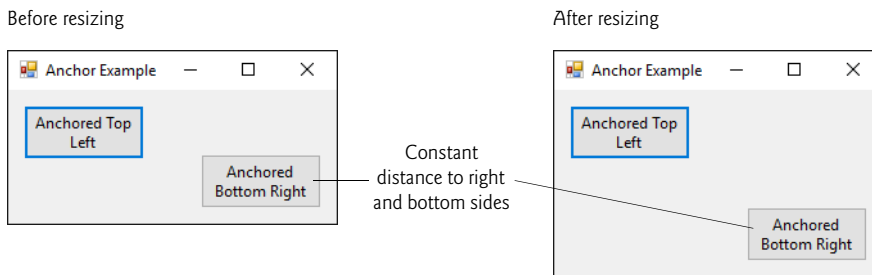 Before resizing
After resizing
Anchor Example
Anchor Example
Anchored Top
Left
Anchored Top
Left
Anchored
Bottom Right
Constant
distance to right
and bottom sides
Anchored
Bottom Right